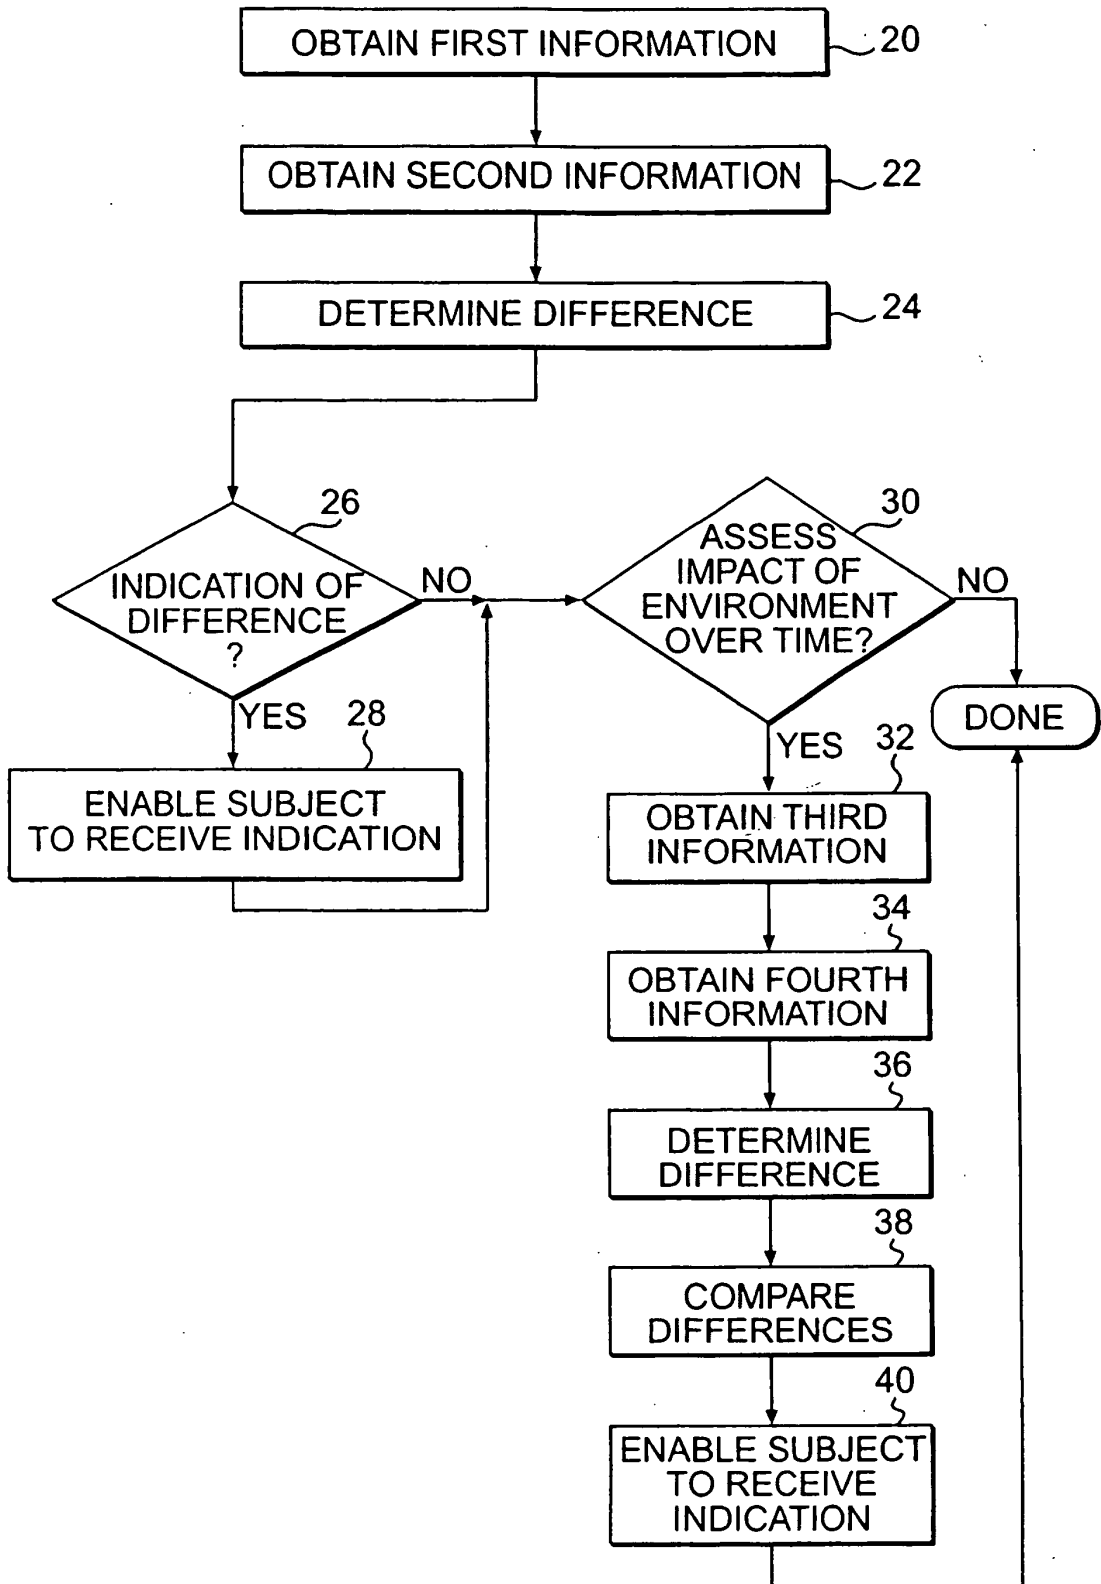 OBTAIN FIRST INFORMATION
20
OBTAIN SECOND INFORMATION
22
DETERMINE DIFFERENCE
24
26
INDICATION OF
DIFFERENCE
?
NO
YES
28
ENABLE SUBJECT
TO RECEIVE INDICATION
30
ASSESS
IMPACT OF
ENVIRONMENT
OVER TIME?
NO
DONE
YES
32
OBTAIN THIRD
INFORMATION
34
OBTAIN FOURTH
INFORMATION
36
DETERMINE
DIFFERENCE
38
COMPARE
DIFFERENCES
40
ENABLE SUBJECT
TO RECEIVE
INDICATION